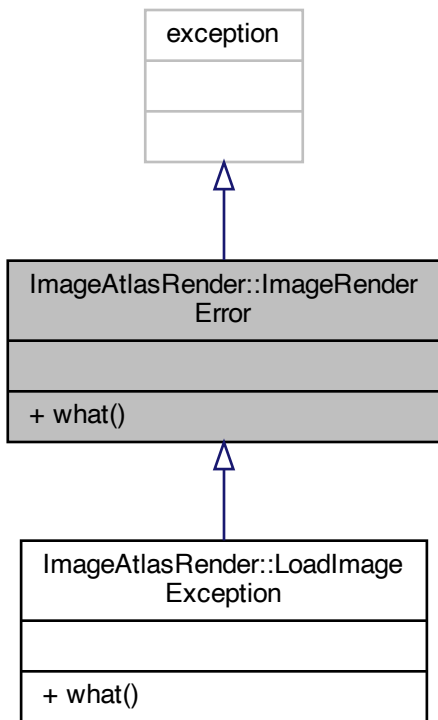 exception
ImageAtlasRender::ImageRender
Error
+ what()
ImageAtlasRender::LoadImage
Exception
+ what()